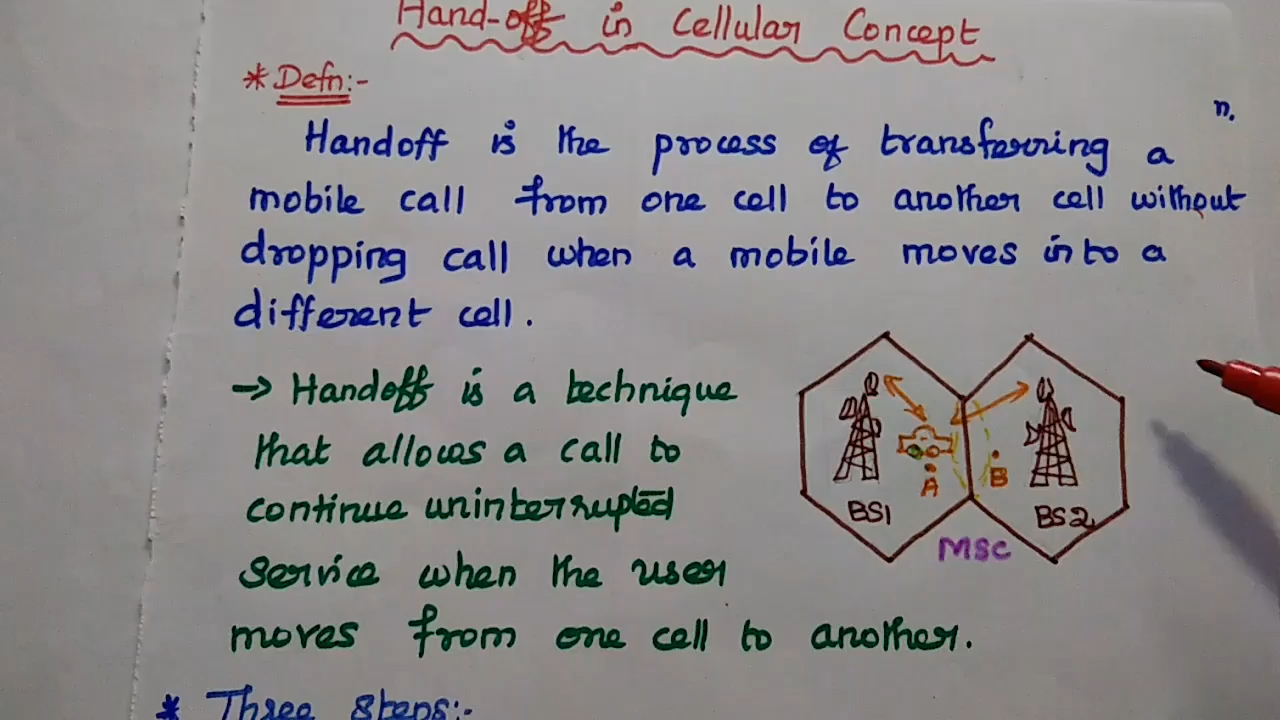 Hand-off in Cellular Concept
* Defn:-
n.
Handoff is the process of transferring a
mobile call from one cell to another cell without
dropping call when a mobile moves into a
different cell.
→ Handoff is a technique
that allows a call to
continue uninterrupted
service when the user
moves from one cell to another.
A
B
BS1
BS2
MSC
* Three steps:-